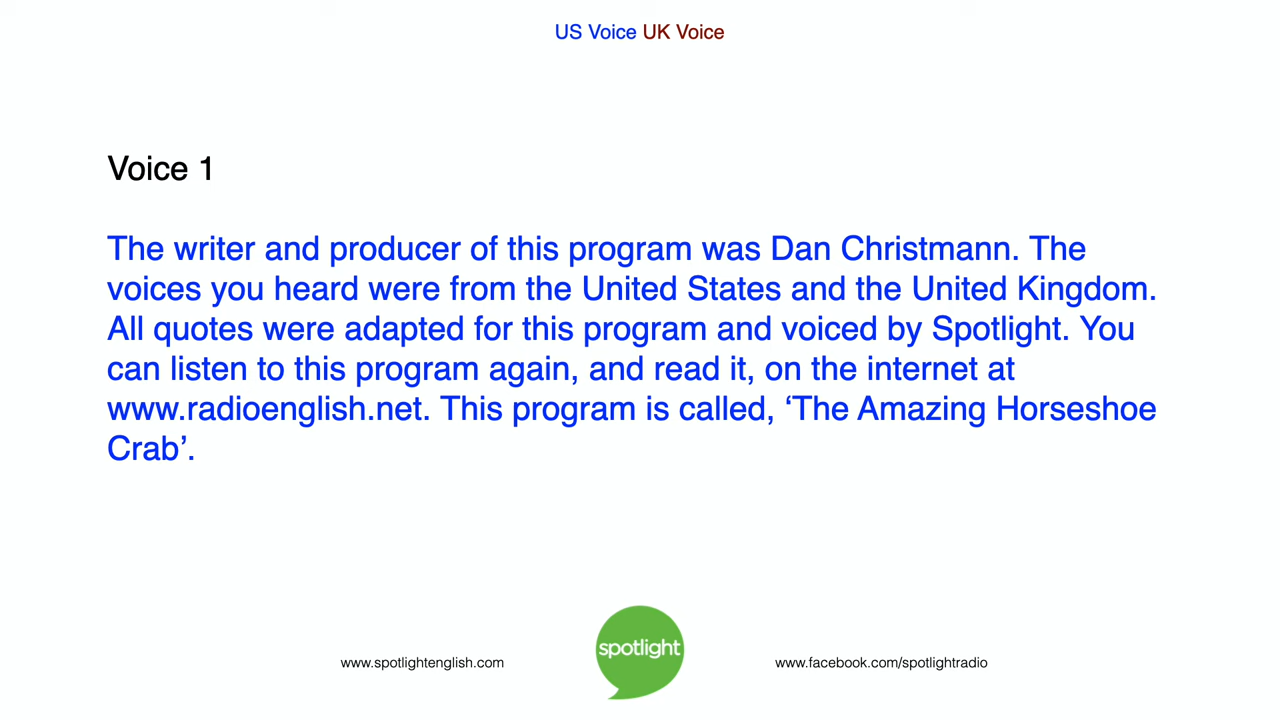 US Voice UK Voice
Voice 1
The writer and producer of this program was Dan Christmann. The
voices you heard were from the United States and the United Kingdom.
All quotes were adapted for this program and voiced by Spotlight. You
can listen to this program again, and read it, on the internet at
www.radioenglish.net. This program is called, ‘The Amazing Horseshoe
Crab’.
www.spotlightenglish.com
spotlight
www.facebook.com/spotlightradio